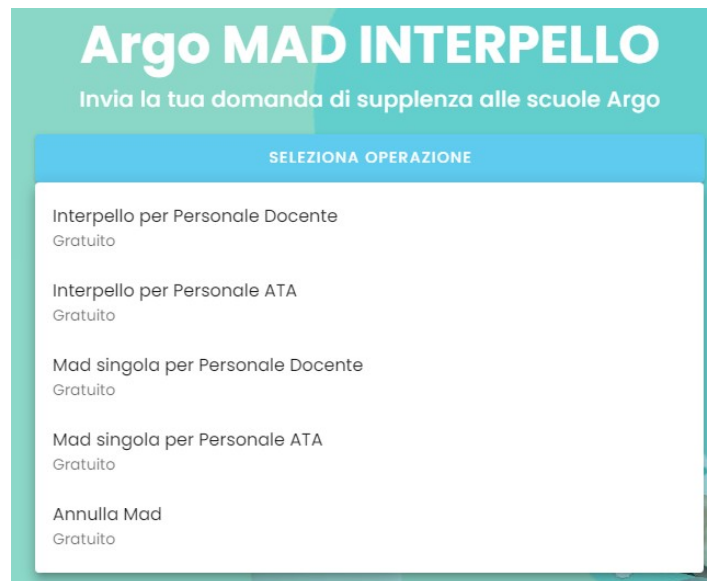 Argo MAD INTERPELLO
Invia la tua domanda di supplenza alle scuole Argo
SELEZIONA OPERAZIONE
Interpello per Personale Docente
Gratuito
Interpello per Personale ATA
Gratuito
Mad singola per Personale Docente
Gratuito
Mad singola per Personale ATA
Gratuito
Annulla Mad
Gratuito